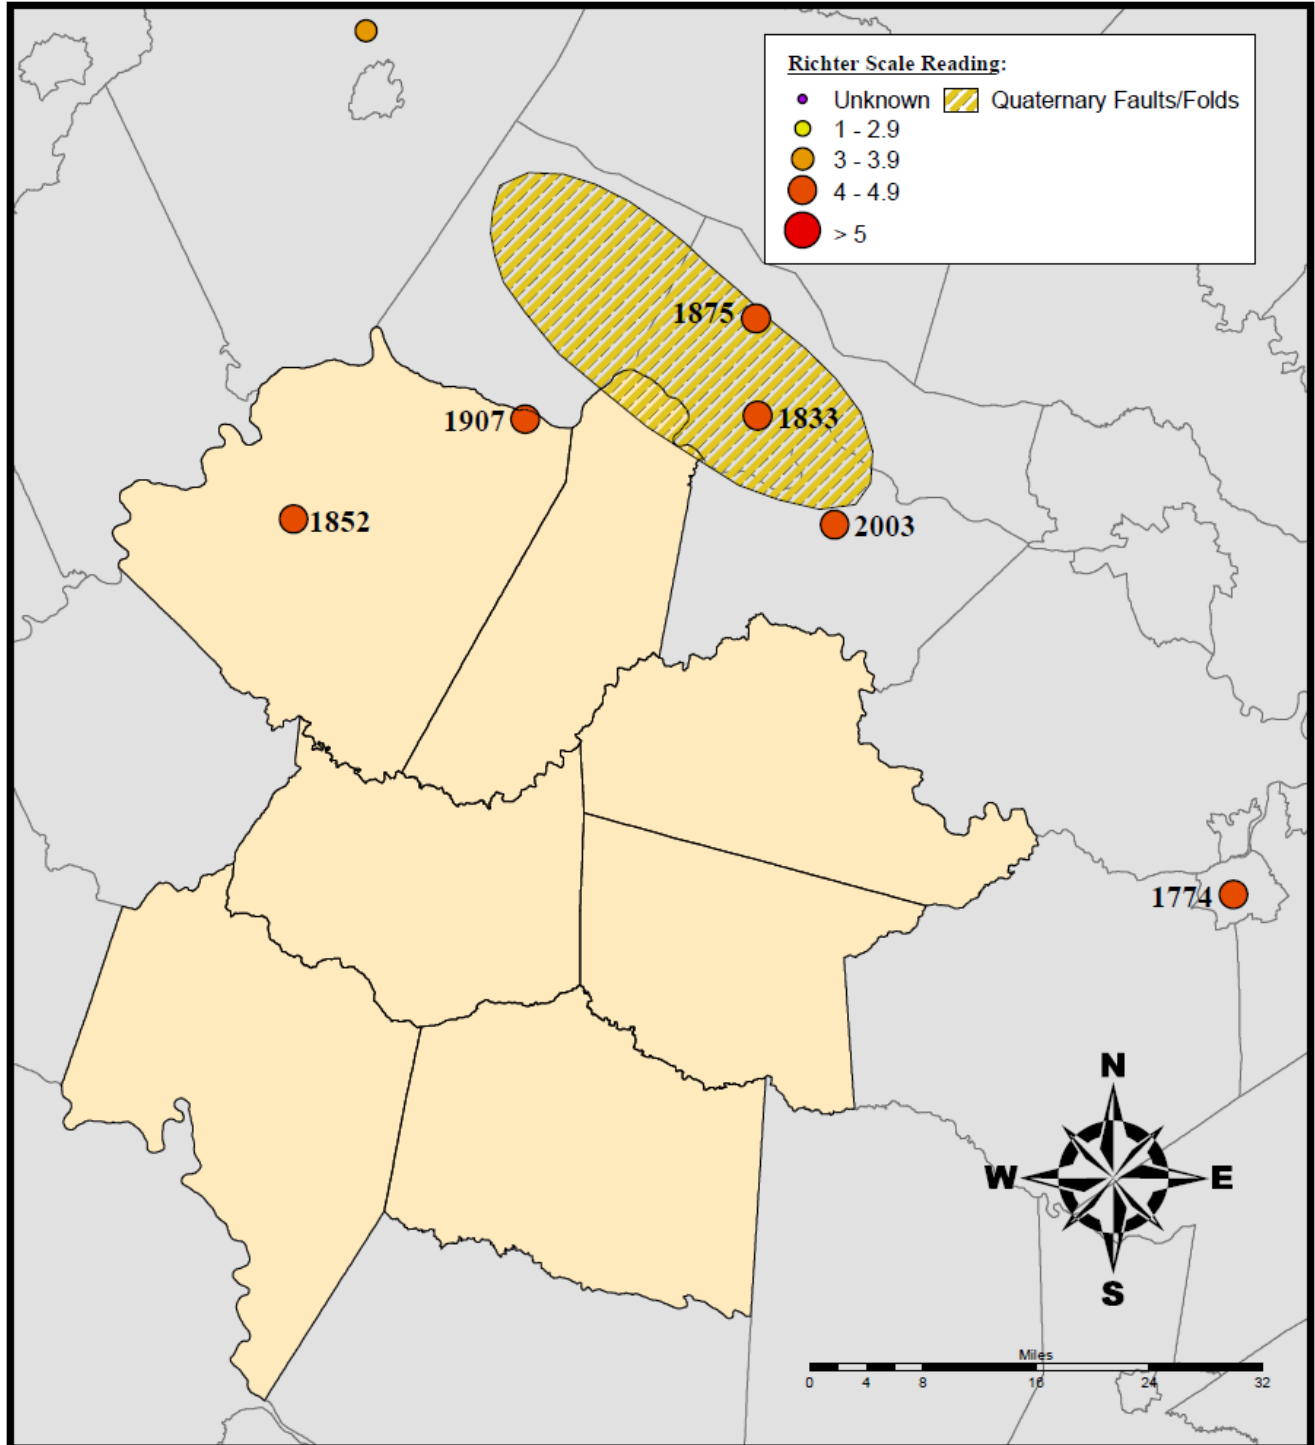 Richter Scale Reading:
Unknown
Quaternary Faults/Folds
1 - 2.9
3 - 3.9
4 - 4.9
> 5
1875
1833
1907
1852
2003
1774
N
W
E
S
Miles
0 4 8 16 24 32